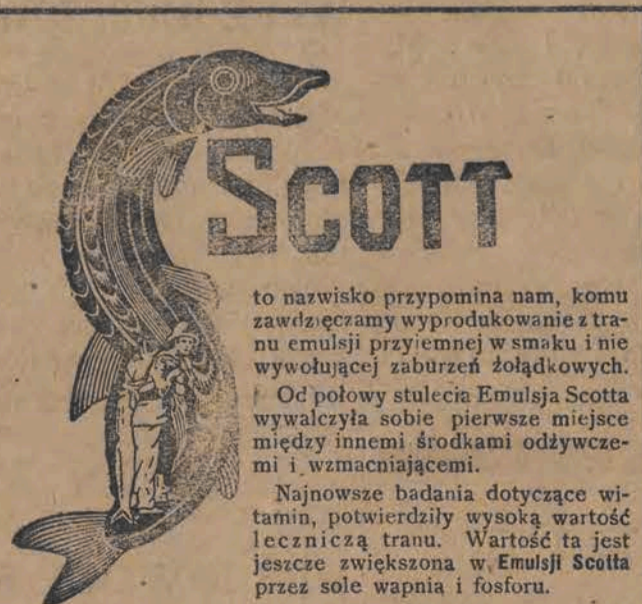 SCOTT
to nazwisko przypomina nam, komu
zawdzięczamy wyprodukowanie z tra-
nu emulsji przyiemnej w smaku i nie
wywołującej zaburzeń żołądkowych.
Od połowy stulecia Emulsja Scotta
wywalczyła sobie pierwsze miejsce
między innemi środkami odżywcze-
mi i wzmacniającemi.
Najnowsze badania dotyczące wi-
tamin, potwierdziły wysoką wartość
leczniczą tranu. Wartość ta jest
jeszcze zwiększona w Emulsji Scotta
przez sole wapnia i fosforu.